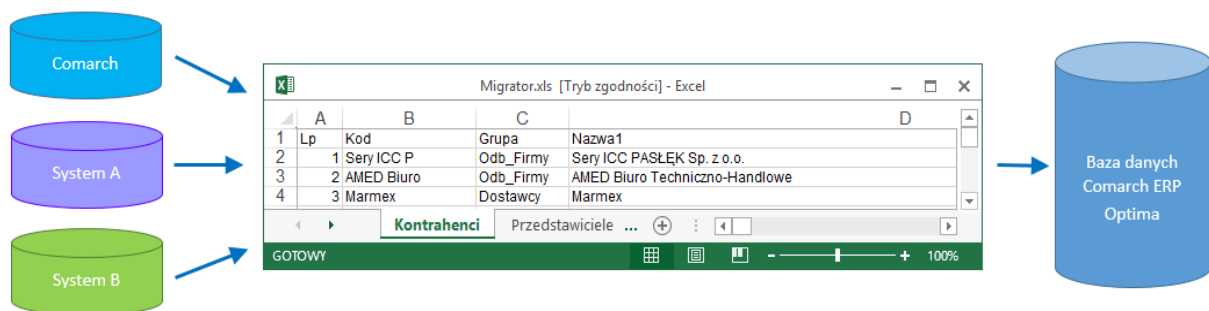 Comarch
System A
System B
Migrator.xls [Tryb zgodności] - Excel
A B C D
1 Lp Kod Grupa Nazwa1
2 1 Sery ICC P Odb_Firmy Sery ICC PASŁĘK Sp. z o.o.
3 2 AMED Biuro Odb_Firmy AMED Biuro Techniczno-Handlowe
4 3 Marmex Dostawcy Marmex
Kontrahenci Przedstawiciele ...
GOTOWY 100%
Baza danych
Comarch ERP
Optima